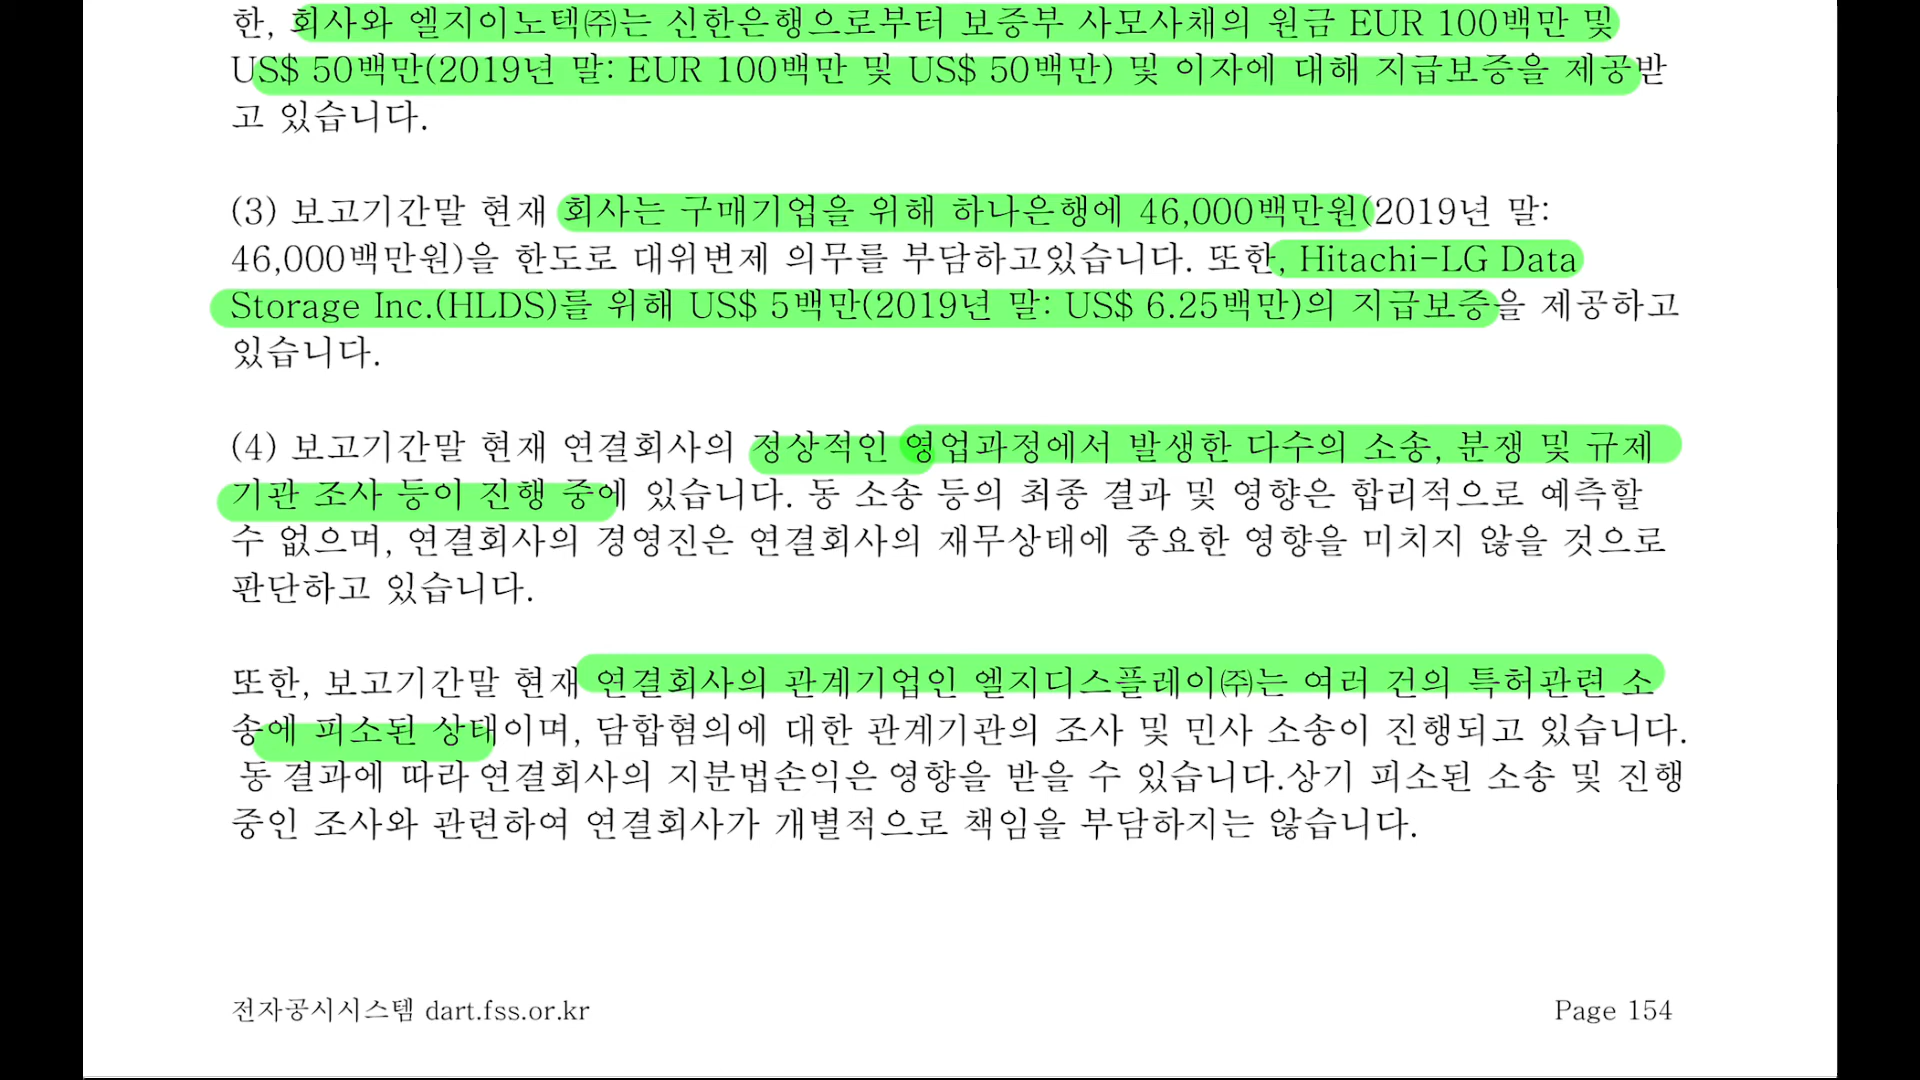 한, 회사와 엘지이노텍㈜는 신한은행으로부터 보증부 사모사채의 원금 EUR 100백만 및
US$ 50백만(2019년 말: EUR 100백만 및 US$ 50백만) 및 이자에 대해 지급보증을 제공받
고 있습니다.
(3) 보고기간말 현재 회사는 구매기업을 위해 하나은행에 46,000백만원(2019년 말:
46,000백만원)을 한도로 대위변제 의무를 부담하고있습니다. 또한, Hitachi-LG Data
Storage Inc.(HLDS)를 위해 US$ 5백만(2019년 말: US$ 6.25백만)의 지급보증을 제공하고
있습니다.
(4) 보고기간말 현재 연결회사의 정상적인 영업과정에서 발생한 다수의 소송, 분쟁 및 규제
기관 조사 등이 진행 중에 있습니다. 동 소송 등의 최종 결과 및 영향은 합리적으로 예측할
수 없으며, 연결회사의 경영진은 연결회사의 재무상태에 중요한 영향을 미치지 않을 것으로
판단하고 있습니다.
또한, 보고기간말 현재 연결회사의 관계기업인 엘지디스플레이㈜는 여러 건의 특허관련 소
송에 피소된 상태이며, 담합혐의에 대한 관계기관의 조사 및 민사 소송이 진행되고 있습니다.
동 결과에 따라 연결회사의 지분법손익은 영향을 받을 수 있습니다.상기 피소된 소송 및 진행
중인 조사와 관련하여 연결회사가 개별적으로 책임을 부담하지는 않습니다.
전자공시시스템 dart.fss.or.kr
Page 154